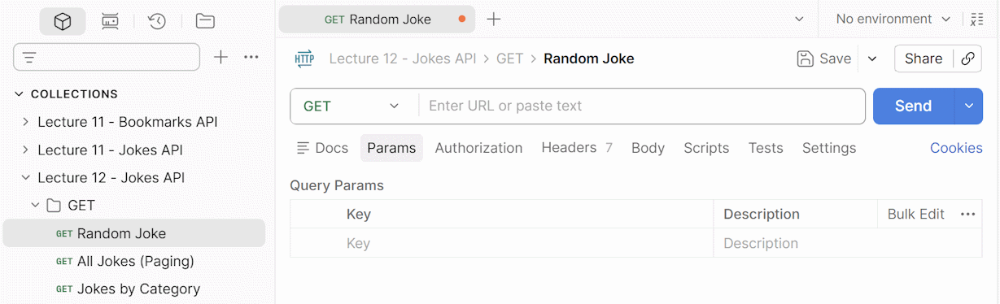 GET Random Joke
No environment
HTTP Lecture 12 - Jokes API > GET > Random Joke
Save
Share
COLLECTIONS
Lecture 11 - Bookmarks API
Lecture 11 - Jokes API
Lecture 12 - Jokes API
GET
GET Random Joke
GET All Jokes (Paging)
GET Jokes by Category
GET
Enter URL or paste text
Send
Docs Params Authorization Headers 7 Body Scripts Tests Settings Cookies
Query Params
Key Description Bulk Edit
Key Description